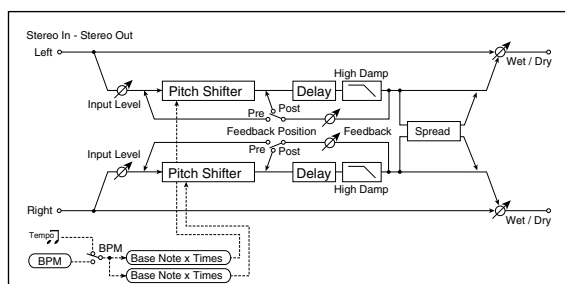 Stereo In - Stereo Out
Left
Wet / Dry
High Damp
Pitch Shifter
Delay
Input Level
Post
Pre
Feedback Position
Feedback
Spread
Pre
Post
Input Level
Pitch Shifter
Delay
High Damp
Right
Wet / Dry
Tempo
BPM
BPM
Base Note x Times
Base Note x Times